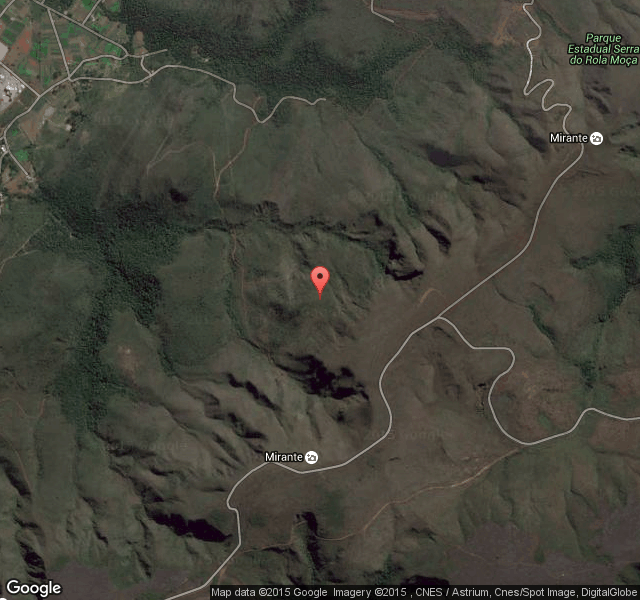 Parque
Estadual Serra
do Rola Moça
Mirante
Mirante
Google
Map data ©2015 Google Imagery ©2015 , CNES / Astrium, Cnes/Spot Image, DigitalGlobe